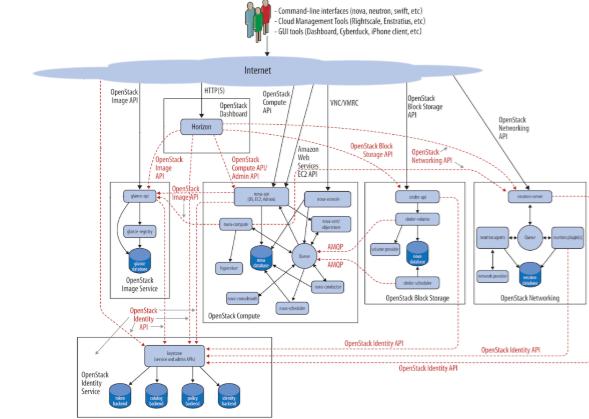 - Command-line interfaces (nova, neutron, swift, etc)
- Cloud Management Tools (Rightscale, Enstratius, etc)
- GUI tools (Dashboard, Cyberduck, iPhone client, etc)
Internet
OpenStack
Image API
HTTP(S)
OpenStack
Dashboard
Horizon
OpenStack
Compute
API
VNC/VMRC
OpenStack
Block Storage
API
OpenStack
Networking
API
OpenStack
Image
API
OpenStack
Compute API/
Admin API
Amazon
Web
Services
EC2 API
OpenStack Block
Storage API
OpenStack
Networking API
OpenStack
Image API
glance-api
glance-registry
glance
database
OpenStack
Image Service
nova-api
(OS, EC2, Admin)
nova-console
nova-compute
nova-cert/
objectstore
Queue
nova
database
hypervisor
nova-conductor
nova-consoleauth
nova-scheduler
OpenStack Compute
AMQP
AMQP
cinder-api
cinder-volume
volume provider
nova
database
cinder-scheduler
OpenStack Block Storage
neutron-server
neutron-agents
Queue
neutron-plugin(s)
network provider
neutron
database
OpenStack Networking
OpenStack
Identity
API
OpenStack Identity API
OpenStack Identity API
OpenStack Identity API
keystone
(service and admin APIs)
OpenStack
Identity
Service
token
backend
catalog
backend
policy
backend
identity
backend